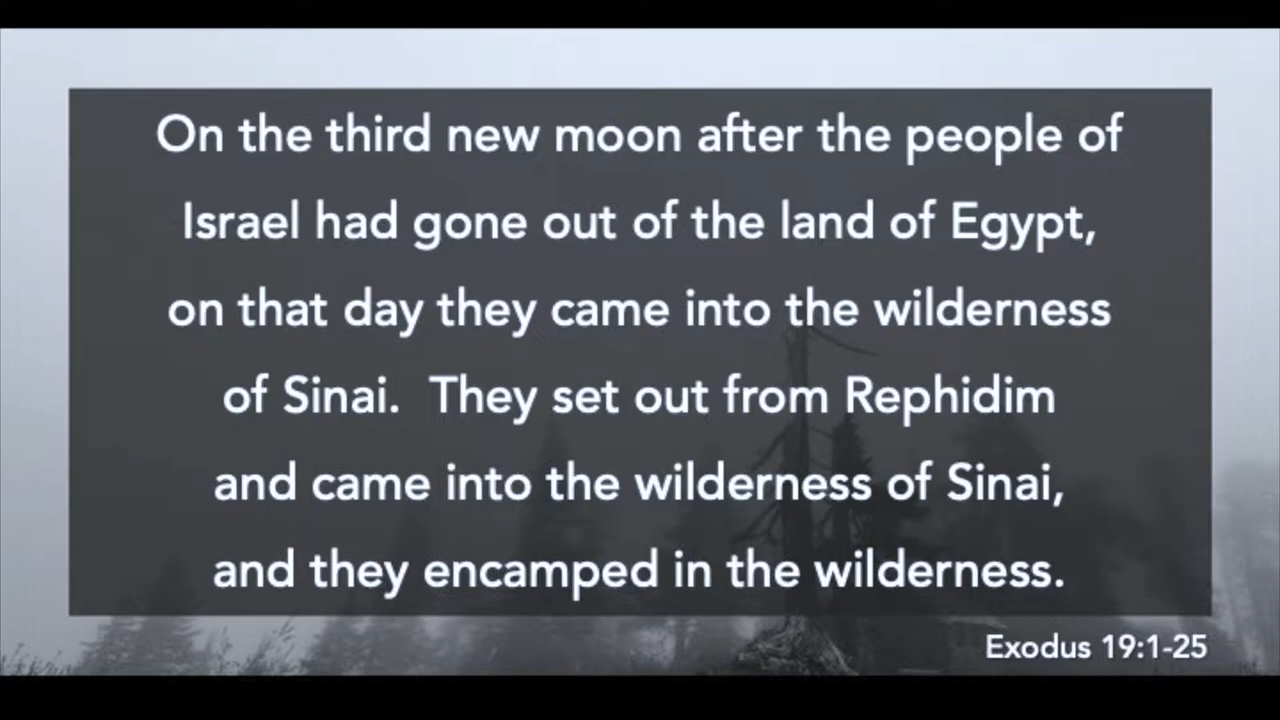 On the third new moon after the people of
Israel had gone out of the land of Egypt,
on that day they came into the wilderness
of Sinai.  They set out from Rephidim
and came into the wilderness of Sinai,
and they encamped in the wilderness.
Exodus 19:1-25